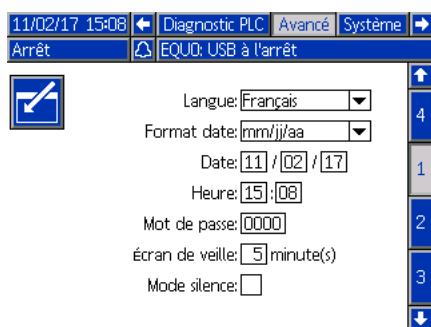 11/02/17 15:08 Diagnostic PLC Avancé Système
Arrêt EQU0: USB à l'arrêt
Langue: Français
Format date: mm/jj/aa
Date: 11 / 02 / 17
Heure: 15 : 08
Mot de passe: 0000
écran de veille: 5 minute(s)
Mode silence:
4
1
2
3